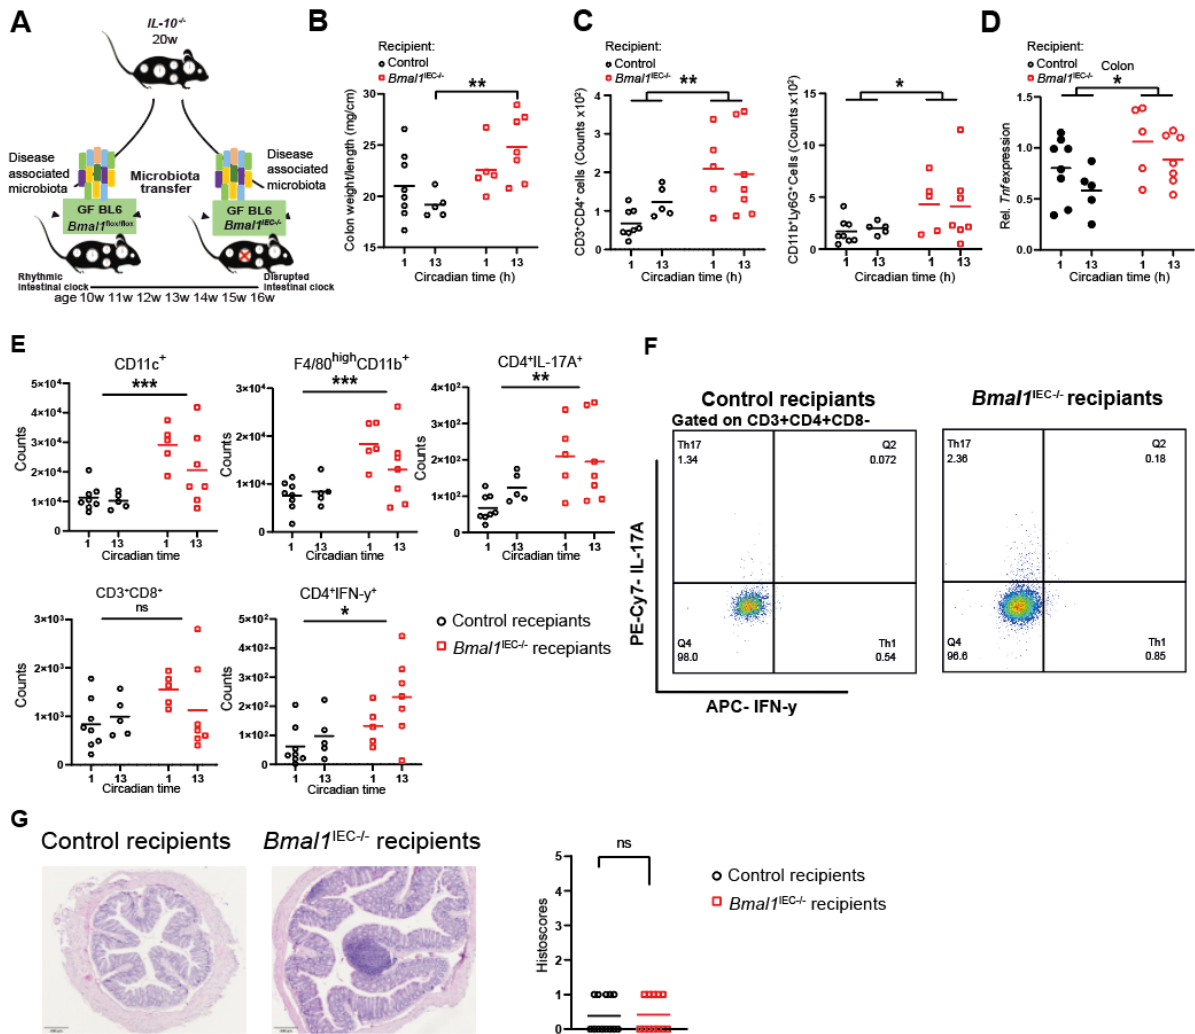 A
IL-10-/-
20w
Disease
associated
microbiota
Microbiota
transfer
Disease
associated
microbiota
GF BL6
Bmal1flox/flox
GF BL6
Bmal1IEC-/-
Rhythmic
intestinal clock
Disrupted
intestinal clock
age 10w 11w 12w 13w 14w 15w 16w
B
Recipient:
Control
Bmal1IEC-/-
**
Colon weight/length (mg/cm)
30
25
20
15
1 13 1 13
Circadian time (h)
C
Recipient:
Control
Bmal1IEC-/-
**
CD3+CD4+ cells (Counts x10²)
4
3
2
1
0
1 13 1 13
Circadian time (h)
*
CD11b+Ly6G+Cells (Counts x10²)
15
10
5
0
1 13 1 13
Circadian time (h)
D
Recipient:
Control
Bmal1IEC-/-
Colon
*
Rel. Tnf expression
1.5
1.0
0.5
0.0
1 13 1 13
Circadian time (h)
E
CD11c+
***
Counts
5×10⁴
4×10⁴
3×10⁴
2×10⁴
1×10⁴
0
1 13 1 13
Circadian time
F4/80highCD11b+
***
Counts
3×10⁴
2×10⁴
1×10⁴
0
1 13 1 13
Circadian time
CD4+IL-17A+
**
Counts
6×10²
4×10²
2×10²
0
1 13 1 13
Circadian time
CD3+CD8+
ns
Counts
3×10³
2×10³
1×10³
0
1 13 1 13
Circadian time
CD4+IFN-y+
*
Counts
5×10²
4×10²
3×10²
2×10²
1×10²
0
1 13 1 13
Circadian time
Control recepiants
Bmal1IEC-/- recepiants
F
Control recipiants
Gated on CD3+CD4+CD8-
Bmal1IEC-/- recipiants
Th17
1.34
Q2
0.072
Q4
98.0
Th1
0.54
Th17
2.36
Q2
0.18
Q4
96.6
Th1
0.85
PE-Cy7- IL-17A
APC- IFN-y
G
Control recipients
Bmal1IEC-/- recipients
ns
Histoscores
5
4
3
2
1
0
Control recipients
Bmal1IEC-/- recipients